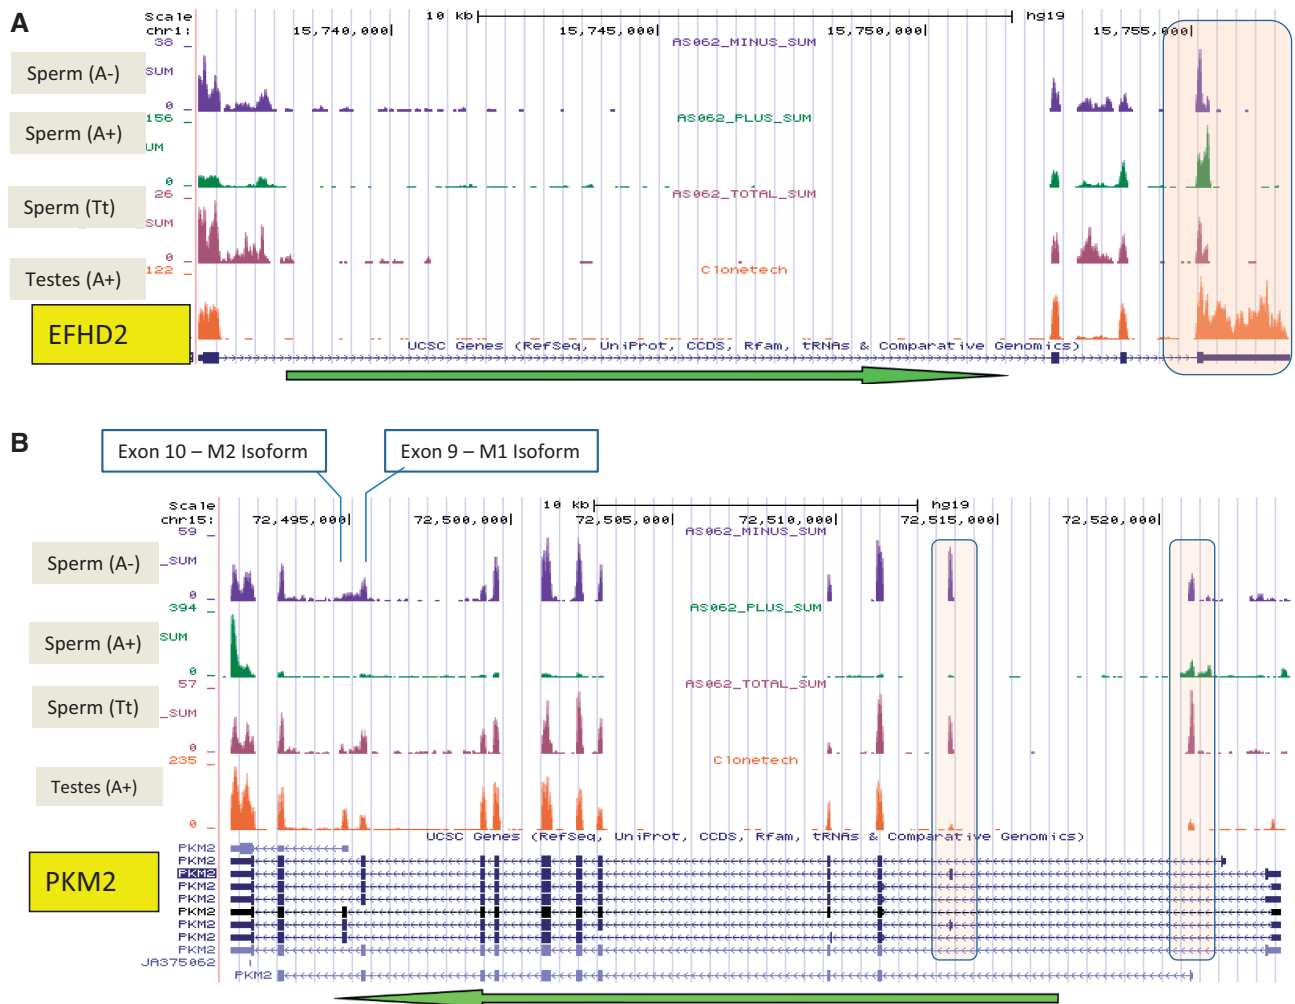 A
Scale
10 kb
hg19
chr1:
15,740,000
15,745,000
15,750,000
15,755,000
38
AS062_MINUS_SUM
Sperm (A-)
SUM
0
156
AS062_PLUS_SUM
Sperm (A+)
UM
0
26
AS062_TOTAL_SUM
Sperm (Tt)
_SUM
0
122
Clonetech
Testes (A+)
EFHD2
UCSC Genes (RefSeq, UniProt, CCDS, Rfam, tRNAs & Comparative Genomics)
B
Exon 10 – M2 Isoform
Exon 9 – M1 Isoform
Scale
10 kb
hg19
chr15:
72,495,000
72,500,000
72,505,000
72,510,000
72,515,000
72,520,000
59
AS062_MINUS_SUM
Sperm (A-)
_SUM
0
394
AS062_PLUS_SUM
Sperm (A+)
SUM
0
57
AS062_TOTAL_SUM
Sperm (Tt)
_SUM
0
235
Clonetech
Testes (A+)
0
UCSC Genes (RefSeq, UniProt, CCDS, Rfam, tRNAs & Comparative Genomics)
PKM2
PKM2
PKM2
PKM2
PKM2
PKM2
PKM2
PKM2
PKM2
PKM2
JA375062
PKM2